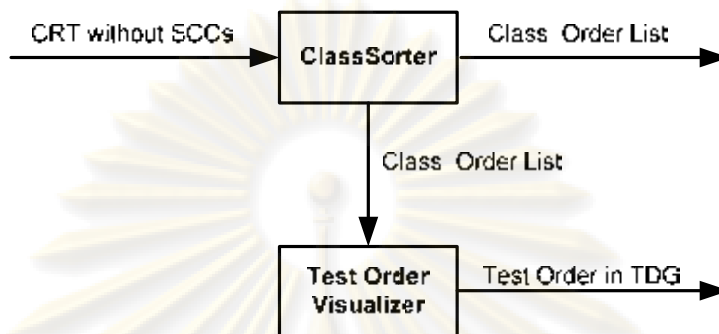 CRT without SCCs
ClassSorter
Class Order List
Class Order List
Test Order
Visualizer
Test Order in TDG